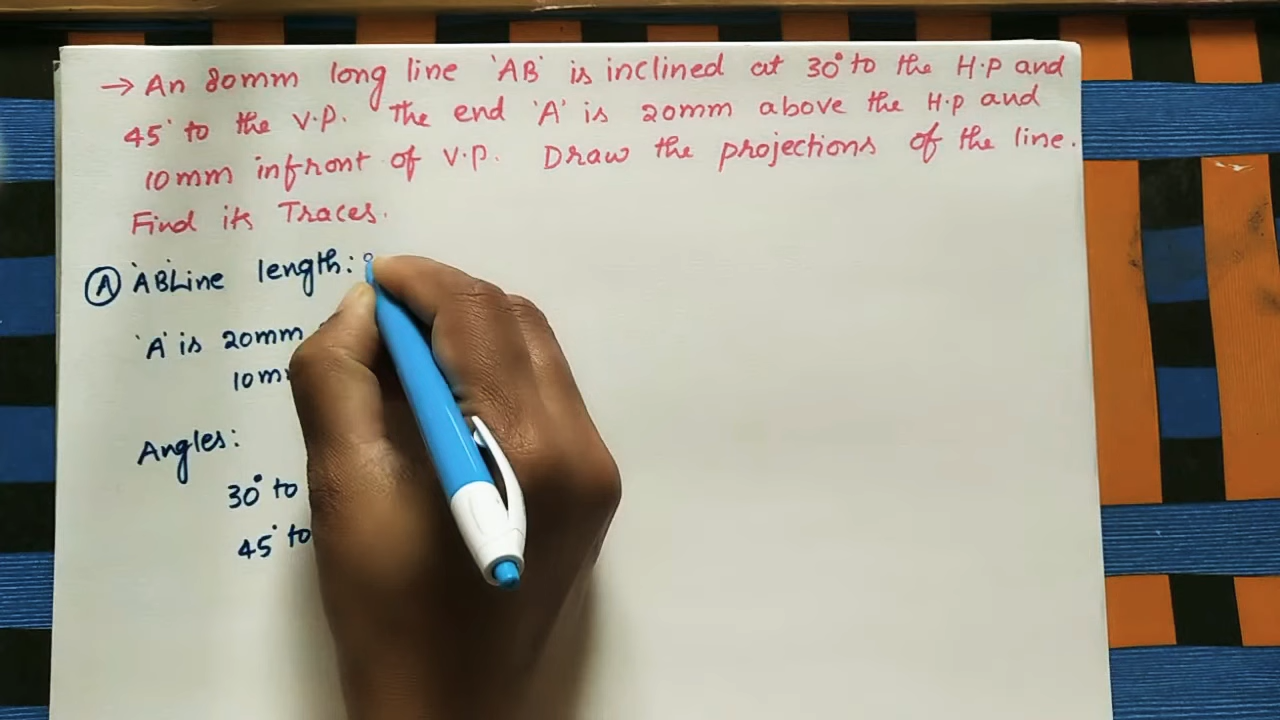 → An 80mm long line 'AB' is inclined at 30° to the H.P and
45° to the V.P. The end 'A' is 20mm above the H.P and
10mm infront of V.P. Draw the projections of the line.
Find its Traces.
Ⓐ 'AB' Line length:
'A' is 20mm
10m
Angles:
30° to
45° to